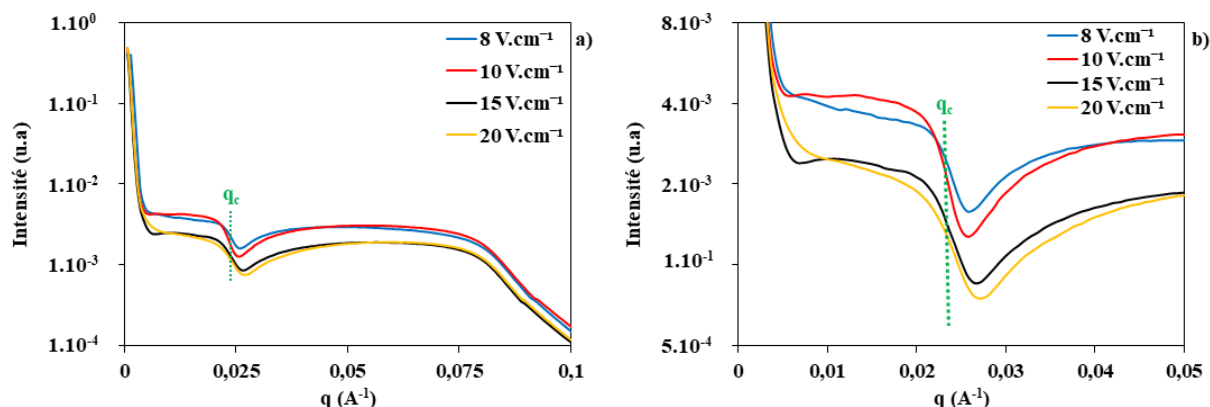 1.10⁰
1.10⁻¹
1.10⁻²
1.10⁻³
1.10⁻⁴
Intensité (u.a)
0
0,025
0,05
0,075
0,1
q (A⁻¹)
8 V.cm⁻¹
10 V.cm⁻¹
15 V.cm⁻¹
20 V.cm⁻¹
a)
q_c
8.10⁻³
4.10⁻³
2.10⁻³
1.10⁻¹
5.10⁻⁴
Intensité (u.a)
0
0,01
0,02
0,03
0,04
0,05
q (A⁻¹)
8 V.cm⁻¹
10 V.cm⁻¹
15 V.cm⁻¹
20 V.cm⁻¹
b)
q_c